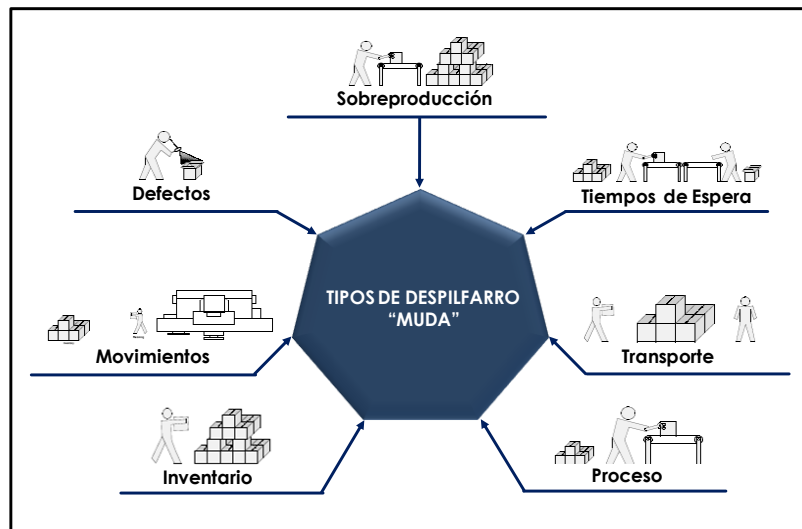 Sobreproducción
Defectos
Tiempos de Espera
TIPOS DE DESPILFARRO
“MUDA”
Movimientos
Transporte
Inventario
Proceso